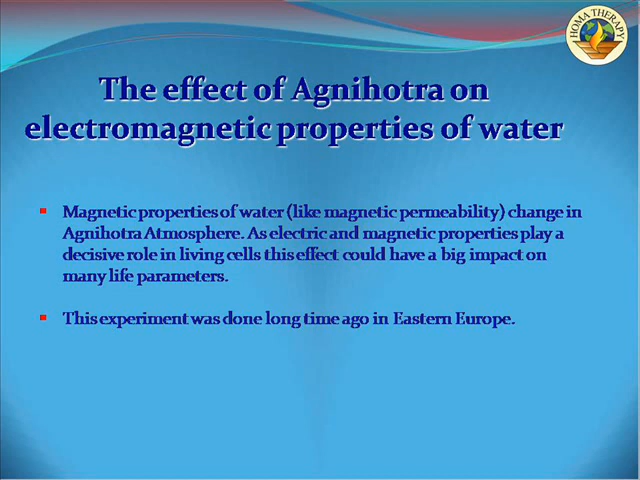 HOMA THERAPY
The effect of Agnihotra on
electromagnetic properties of water
Magnetic properties of water (like magnetic permeability) change in
Agnihotra Atmosphere. As electric and magnetic properties play a
decisive role in living cells this effect could have a big impact on
many life parameters.
This experiment was done long time ago in Eastern Europe.